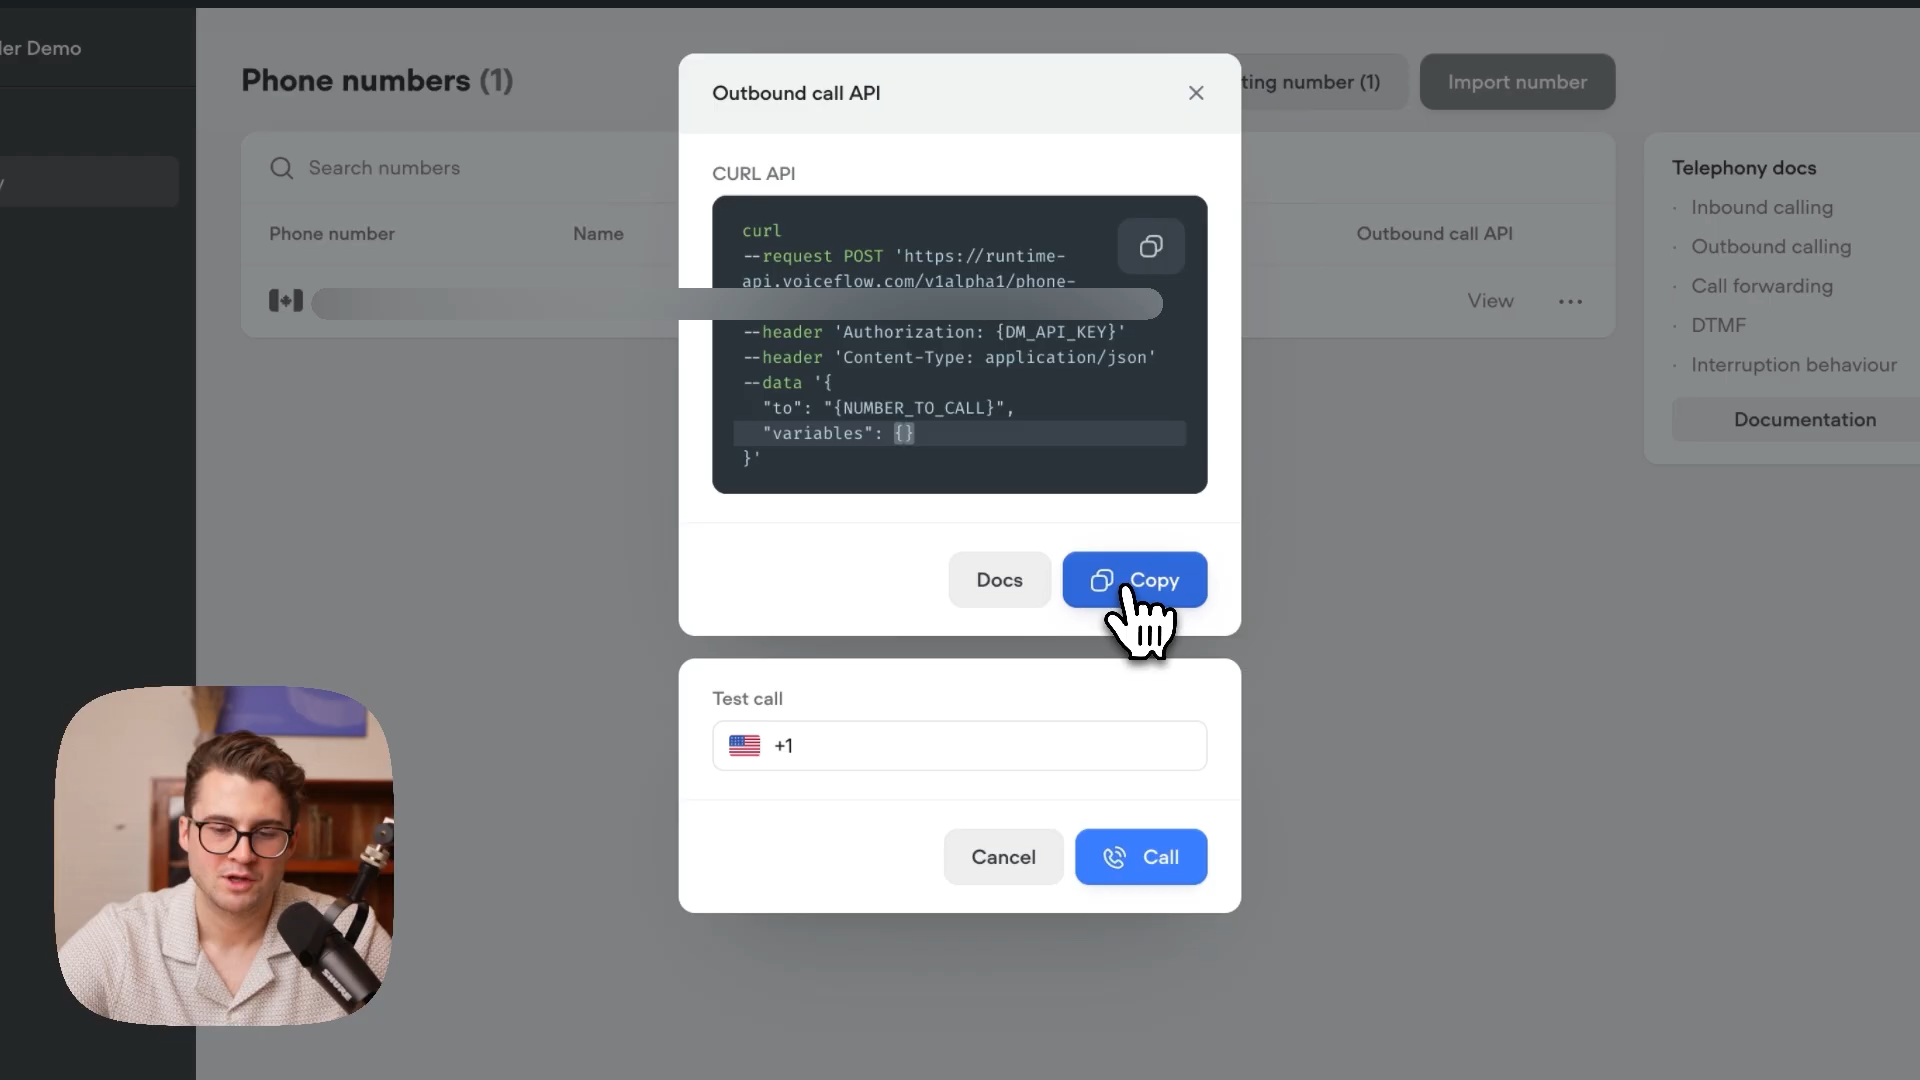 der Demo
Phone numbers (1)
ting number (1)
Import number
Search numbers
Phone number
Name
Outbound call API
View
Outbound call API
CURL API
curl
--request POST 'https://runtime-
api.voiceflow.com/v1alpha1/phone-
--header 'Authorization: {DM_API_KEY}'
--header 'Content-Type: application/json'
--data '{
"to": "{NUMBER_TO_CALL}",
"variables": {}
}'
Docs
Copy
Test call
+1
Cancel
Call
Telephony docs
· Inbound calling
· Outbound calling
· Call forwarding
· DTMF
· Interruption behaviour
Documentation
SHURE